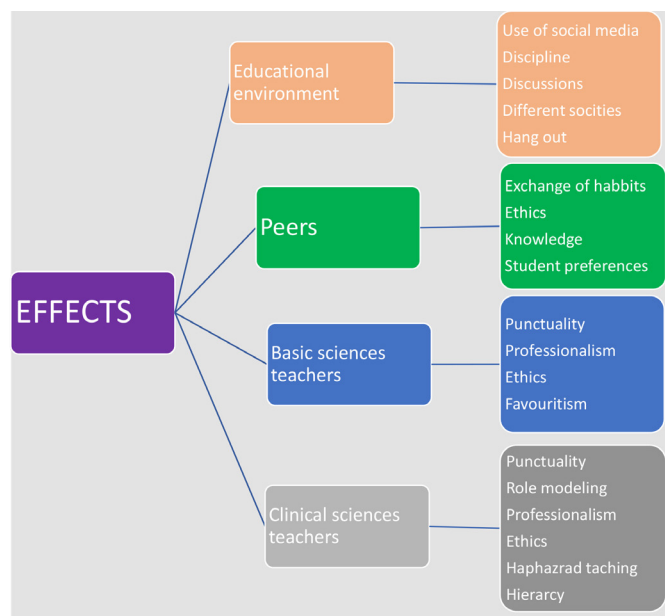 EFFECTS
Educational
environment
Use of social media
Discipline
Discussions
Different socities
Hang out
Peers
Exchange of habbits
Ethics
Knowledge
Student preferences
Basic sciences
teachers
Punctuality
Professionalism
Ethics
Favouritism
Clinical sciences
teachers
Punctuality
Role modeling
Professionalism
Ethics
Haphazrad taching
Hierarcy